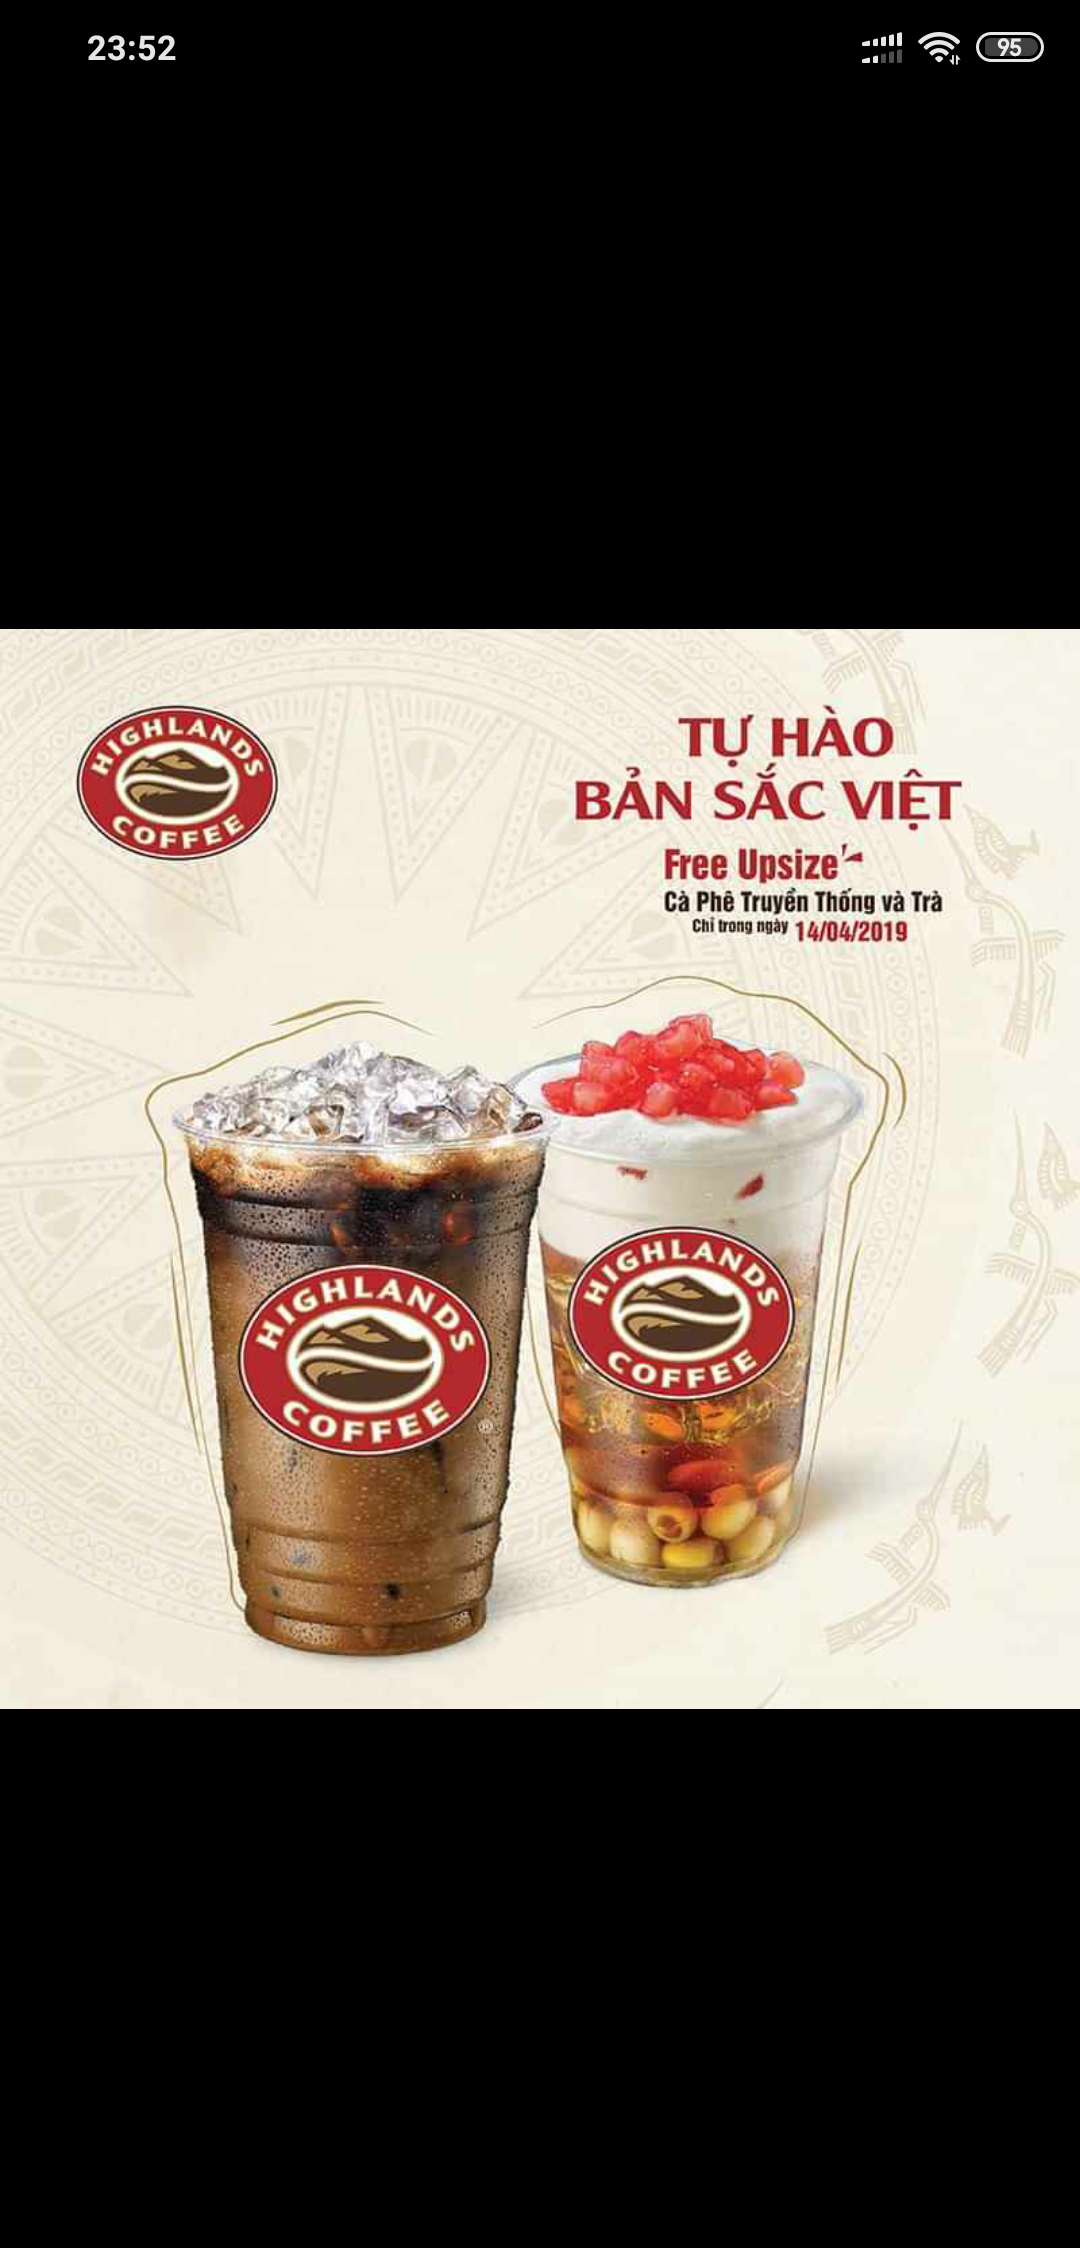 23:52
95
HIGHLANDS
COFFEE
TỰ HÀO
BẢN SẮC VIỆT
Free Upsize
Cà Phê Truyền Thống và Trà
Chỉ trong ngày 14/04/2019
HIGHLANDS
COFFEE
®
HIGHLANDS
COFFEE